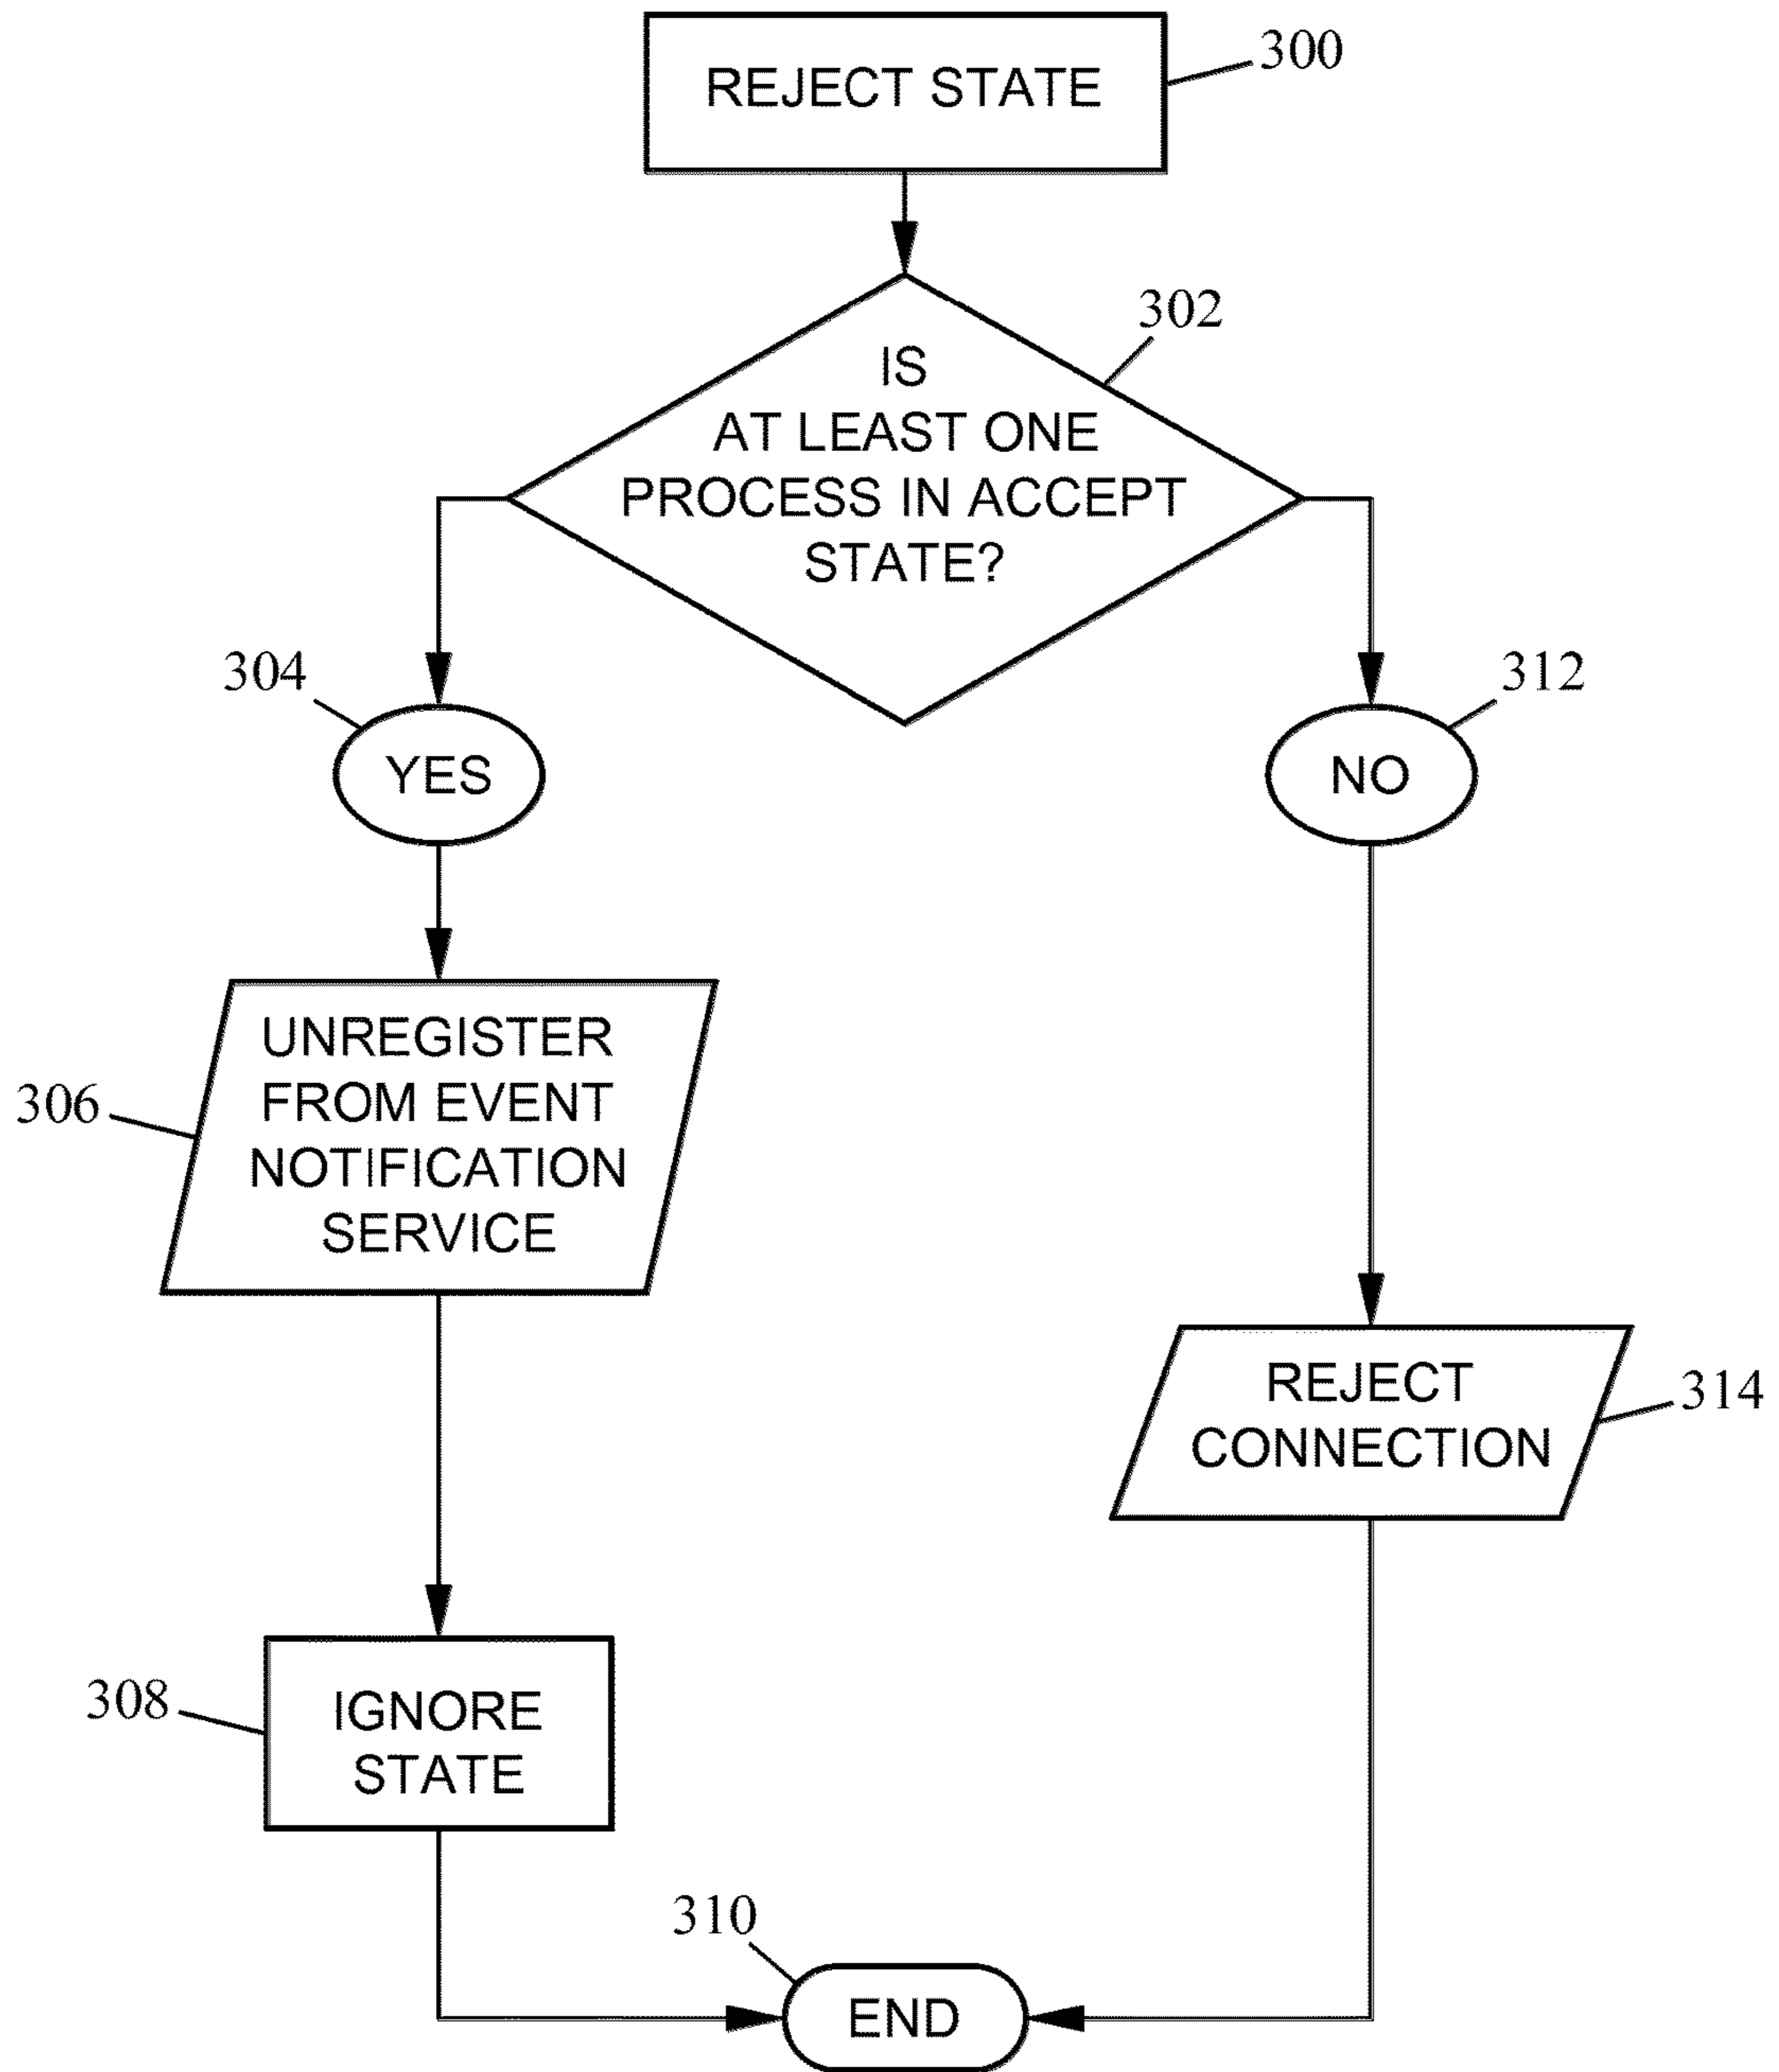 REJECT STATE
300
302
IS
AT LEAST ONE
PROCESS IN ACCEPT
STATE?
304
YES
312
NO
306
UNREGISTER
FROM EVENT
NOTIFICATION
SERVICE
REJECT
CONNECTION
314
308
IGNORE
STATE
310
END